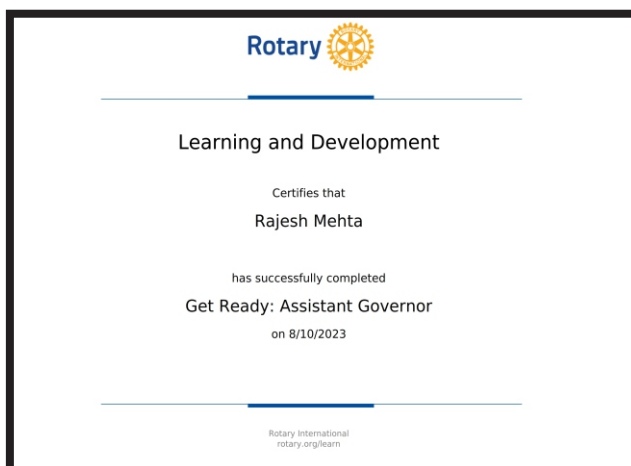 Rotary
Learning and Development
Certifies that
Rajesh Mehta
has successfully completed
Get Ready: Assistant Governor
on 8/10/2023
Rotary International
rotary.org/learn